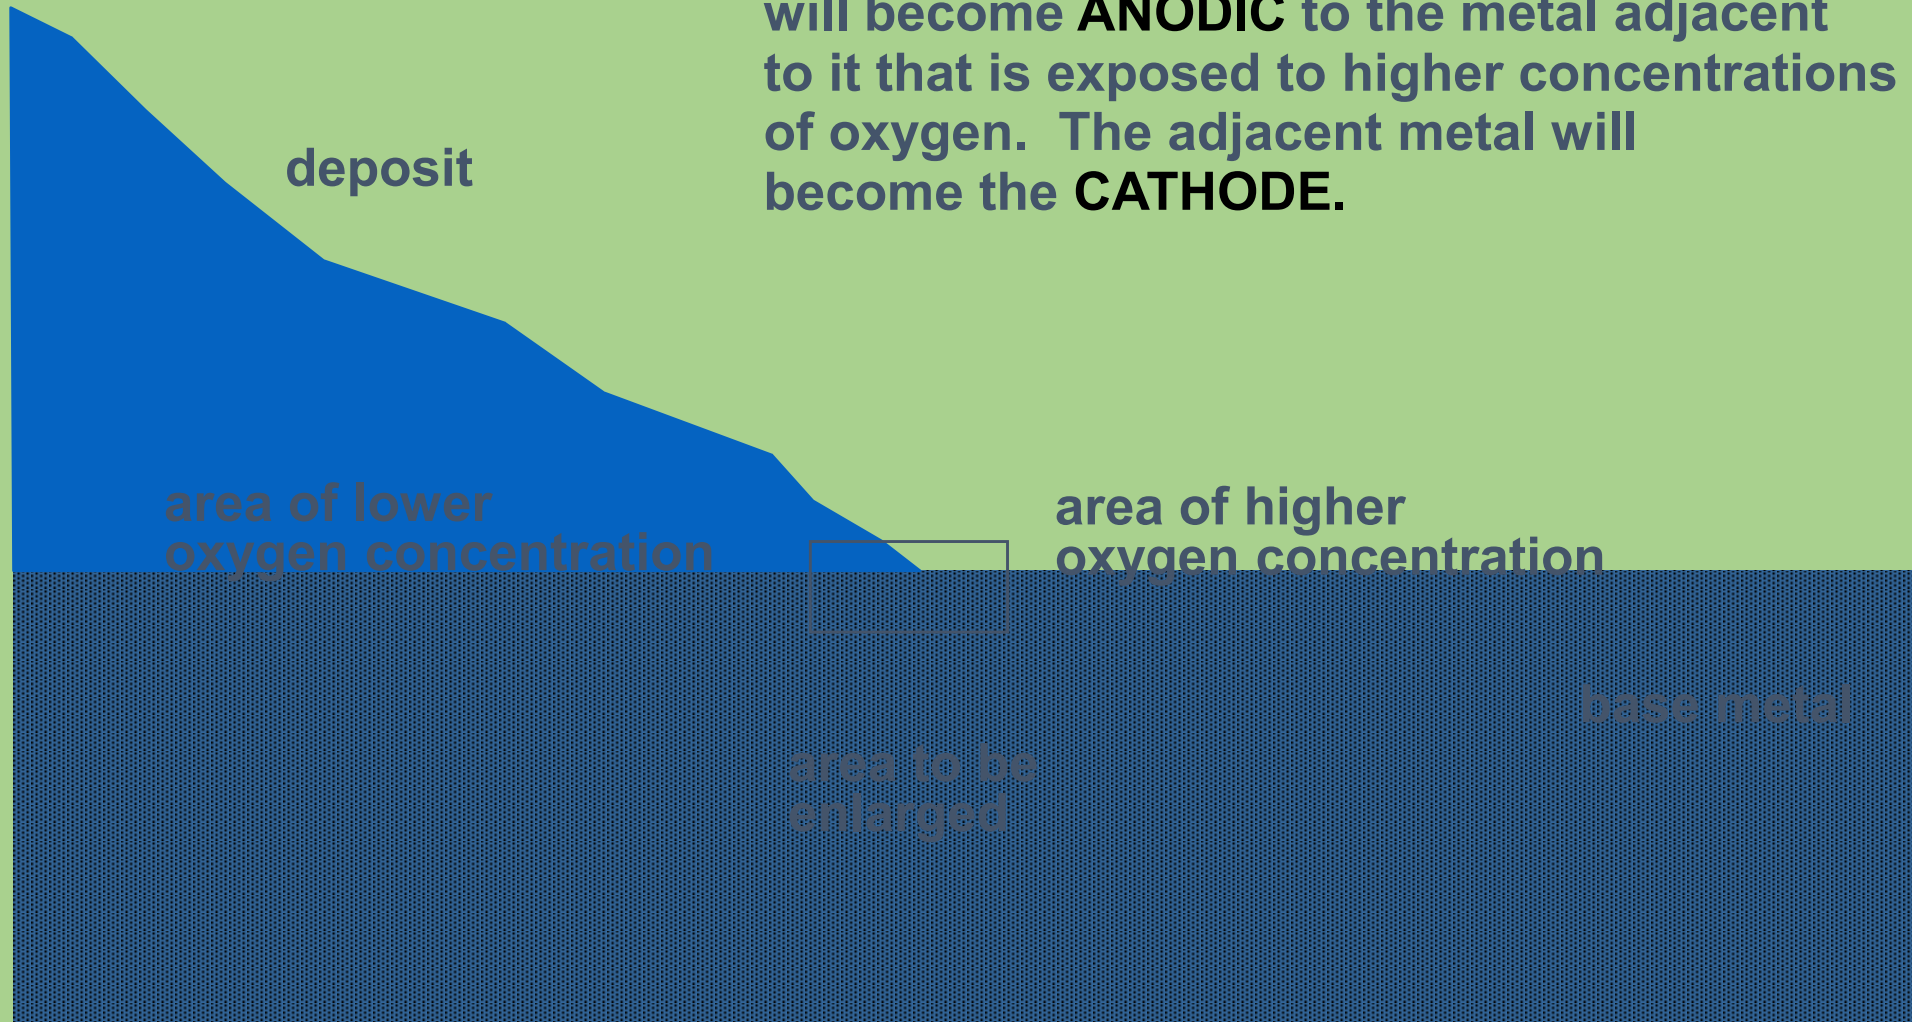 will become ANODIC to the metal adjacent
to it that is exposed to higher concentrations
of oxygen. The adjacent metal will
become the CATHODE.
deposit
area of lower
oxygen concentration
area of higher
oxygen concentration
base metal
area to be
enlarged